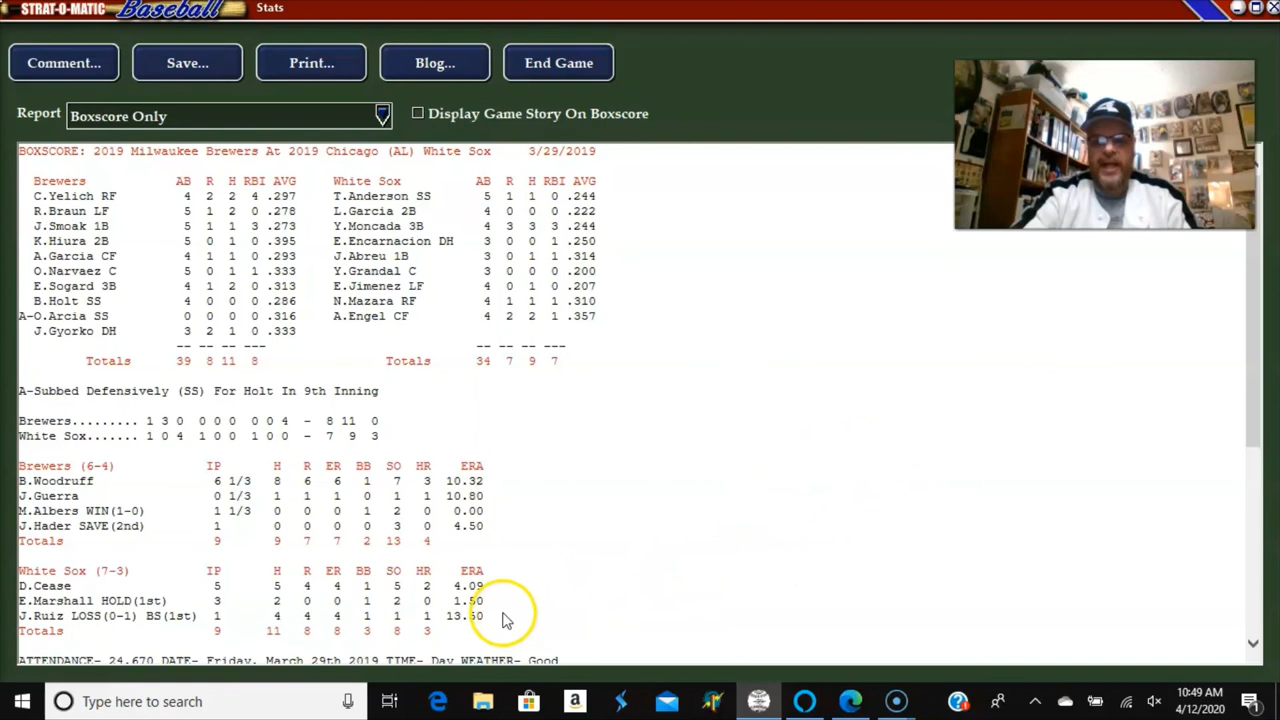 STRAT-O-MATIC Baseball Stats
Comment... Save... Print... Blog... End Game
Report Boxscore Only Display Game Story On Boxscore
BOXSCORE: 2019 Milwaukee Brewers At 2019 Chicago (AL) White Sox 3/29/2019
Brewers AB R H RBI AVG White Sox AB R H RBI AVG
C.Yelich RF 4 2 2 4 .297 T.Anderson SS 5 1 1 0 .244
R.Braun LF 5 1 2 0 .278 L.Garcia 2B 4 0 0 0 .222
J.Smoak 1B 5 1 1 3 .273 Y.Moncada 3B 4 3 3 3 .244
K.Hiura 2B 5 0 1 0 .395 E.Encarnacion DH 3 0 0 1 .250
A.Garcia CF 4 1 1 0 .293 J.Abreu 1B 3 0 1 0 .314
O.Narvaez C 5 0 1 1 .333 Y.Grandal C 3 0 0 0 .200
E.Sogard 3B 4 1 2 0 .313 E.Jimenez LF 4 0 1 0 .207
B.Holt SS 4 0 0 0 .286 N.Mazara RF 4 1 1 1 .310
A-O.Arcia SS 0 0 0 0 .316 A.Engel CF 4 2 2 1 .357
J.Gyorko DH 3 2 1 0 .333
-- -- -- --- -- -- -- ---
Totals 39 8 11 8 Totals 34 7 9 7
A-Subbed Defensively (SS) For Holt In 9th Inning
Brewers......... 1 3 0 0 0 0 0 0 4 - 8 11 0
White Sox....... 1 0 4 1 0 0 1 0 0 - 7 9 3
Brewers (6-4) IP H R ER BB SO HR ERA
B.Woodruff 6 1/3 8 6 6 1 7 3 10.32
J.Guerra 0 1/3 1 1 1 0 1 1 10.80
M.Albers WIN(1-0) 1 1/3 0 0 0 1 2 0 0.00
J.Hader SAVE(2nd) 1 0 0 0 0 3 0 4.50
Totals 9 9 7 7 2 13 4
White Sox (7-3) IP H R ER BB SO HR ERA
D.Cease 5 5 4 4 1 5 2 4.09
E.Marshall HOLD(1st) 3 2 0 0 1 2 0 1.50
J.Ruiz LOSS(0-1) BS(1st) 1 4 4 4 1 1 1 13.50
Totals 9 11 8 8 3 8 3
ATTENDANCE- 24,670 DATE- Friday, March 29th 2019 TIME- Day WEATHER- Good
Type here to search
10:49 AM
4/12/2020